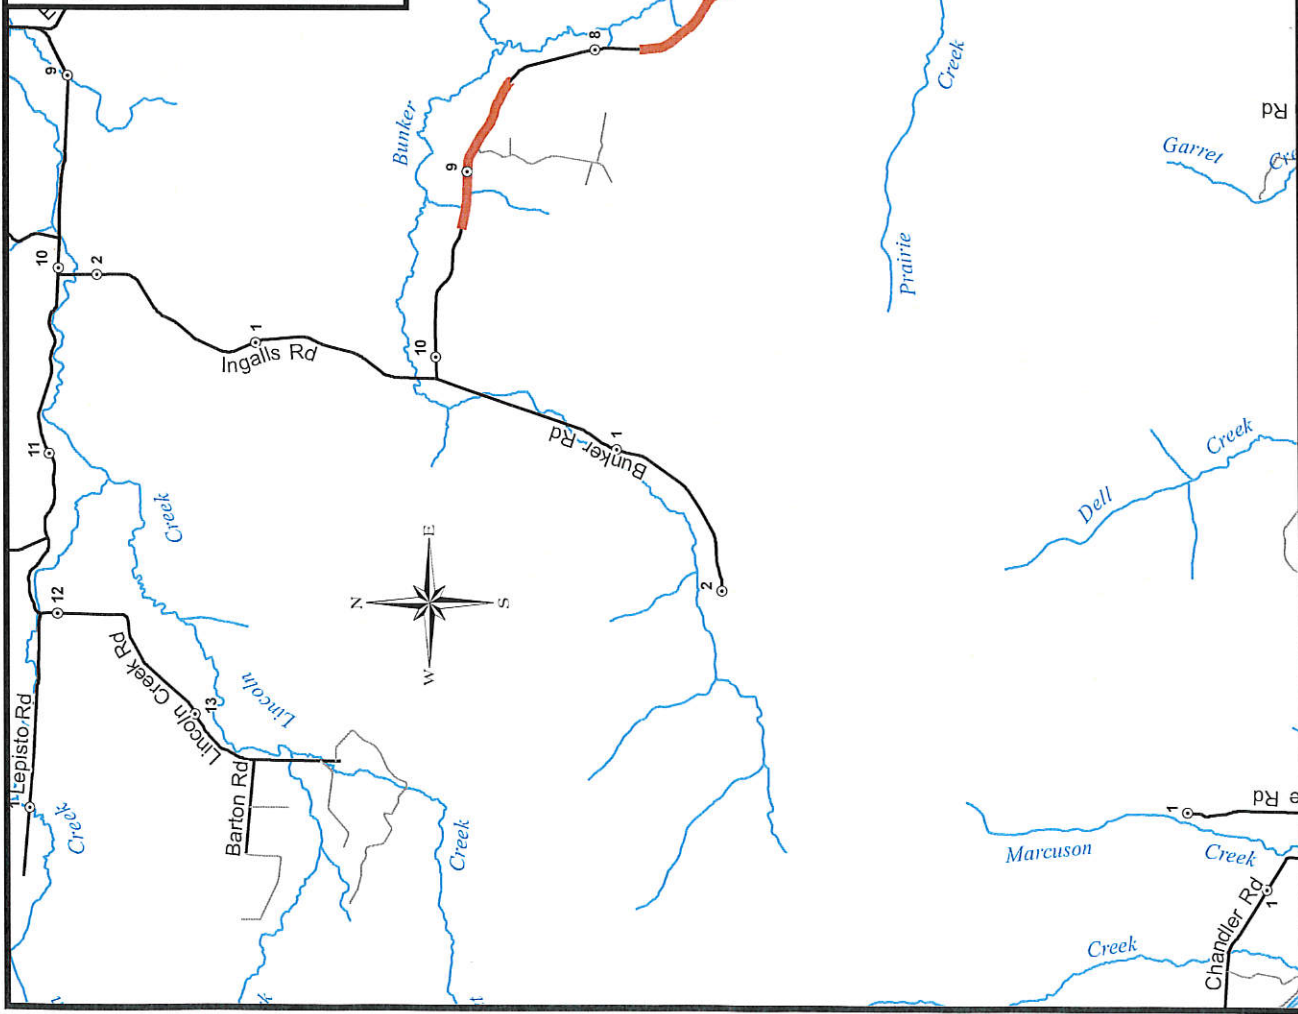 9
8
Bunker
Creek
9
Rd
Garrel
10
2
Prairie
1
Ingalls Rd
10
11
Bunker Rd
1
Creek
Creek
Dell
N
E
S
W
12
2
Lincoln Creek Rd
13
Lincoln
Lepisto Rd
1
Creek
Barton Rd
Creek
1
e Rd
Marcuson
Creek
Chandler Rd
1
Creek